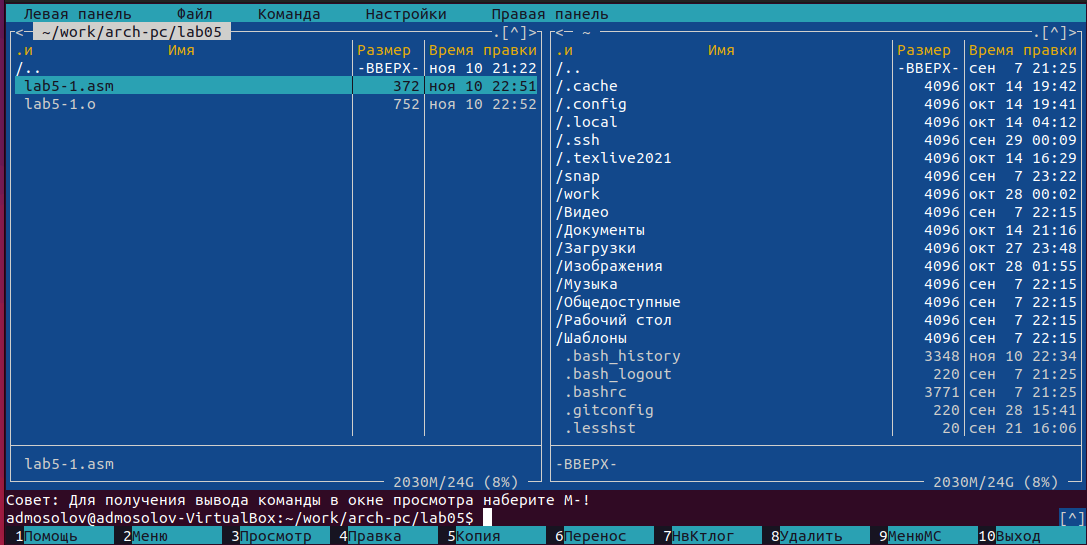 Левая панель Файл Команда Настройки Правая панель
<─ ~/work/arch-pc/lab05 .[^]> <─ ~ .[^]>
.и Имя Размер Время правки .и Имя Размер Время правки
/.. -ВВЕРХ- ноя 10 21:22 /.. -ВВЕРХ- сен 7 21:25
lab5-1.asm 372 ноя 10 22:51 /.cache 4096 окт 14 19:42
lab5-1.o 752 ноя 10 22:52 /.config 4096 окт 14 19:41
/.local 4096 окт 14 04:12
/.ssh 4096 сен 29 00:09
/.texlive2021 4096 окт 14 16:29
/snap 4096 сен 7 23:22
/work 4096 окт 28 00:02
/Видео 4096 сен 7 22:15
/Документы 4096 окт 14 21:16
/Загрузки 4096 окт 27 23:48
/Изображения 4096 окт 28 01:55
/Музыка 4096 сен 7 22:15
/Общедоступные 4096 сен 7 22:15
/Рабочий стол 4096 сен 7 22:15
/Шаблоны 4096 сен 7 22:15
.bash_history 3348 ноя 10 22:34
.bash_logout 220 сен 7 21:25
.bashrc 3771 сен 7 21:25
.gitconfig 220 сен 28 15:41
.lesshst 20 сен 21 16:06
lab5-1.asm -ВВЕРХ-
2030M/24G (8%) 2030M/24G (8%)
Совет: Для получения вывода команды в окне просмотра наберите M-!
admosolov@admosolov-VirtualBox:~/work/arch-pc/lab05$ [^]
1Помощь 2Меню 3Просмотр 4Правка 5Копия 6Перенос 7НвКтлог 8Удалить 9МенюMC 10Выход